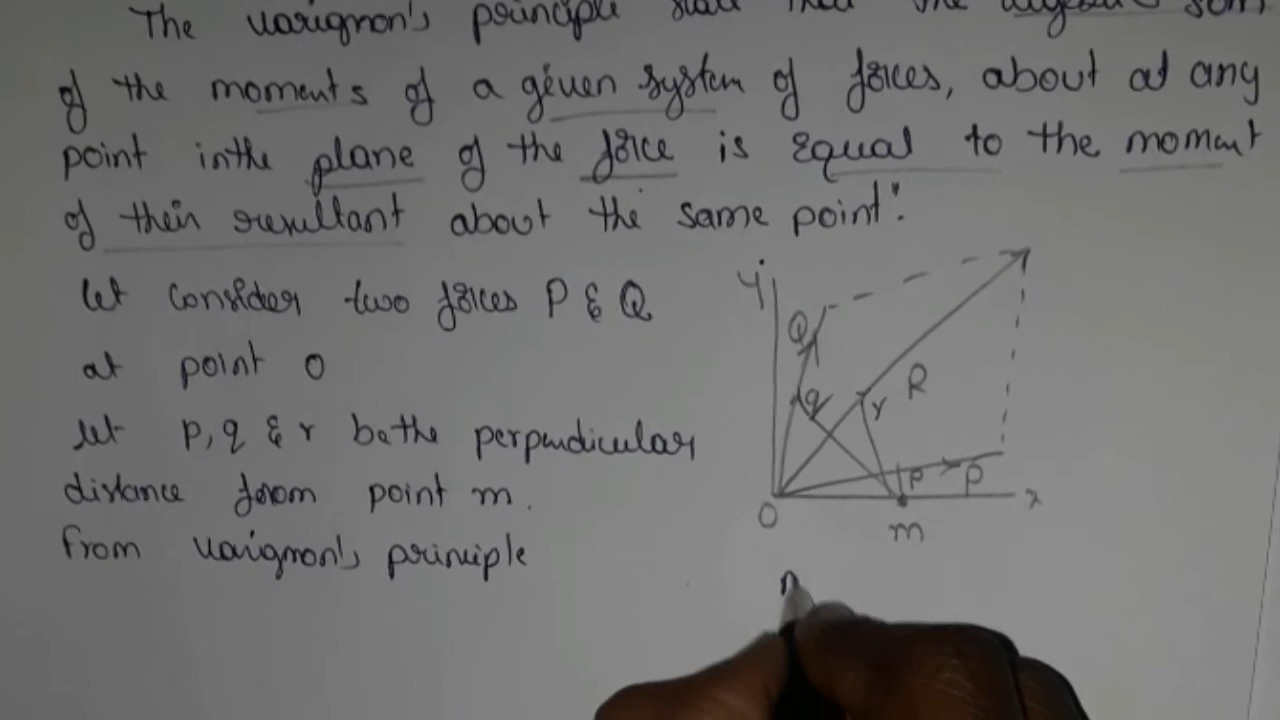 The varignon's principle state that the algebraic sum
of the moments of a given system of forces, about at any
point in the plane of the force is equal to the moment
of their resultant about the same point".
let consider two forces P & Q
at point O
let p, q & r be the perpendicular
distance from point m.
from varignon's principle
Y
Q
q
R
r
P
P
O
x
m